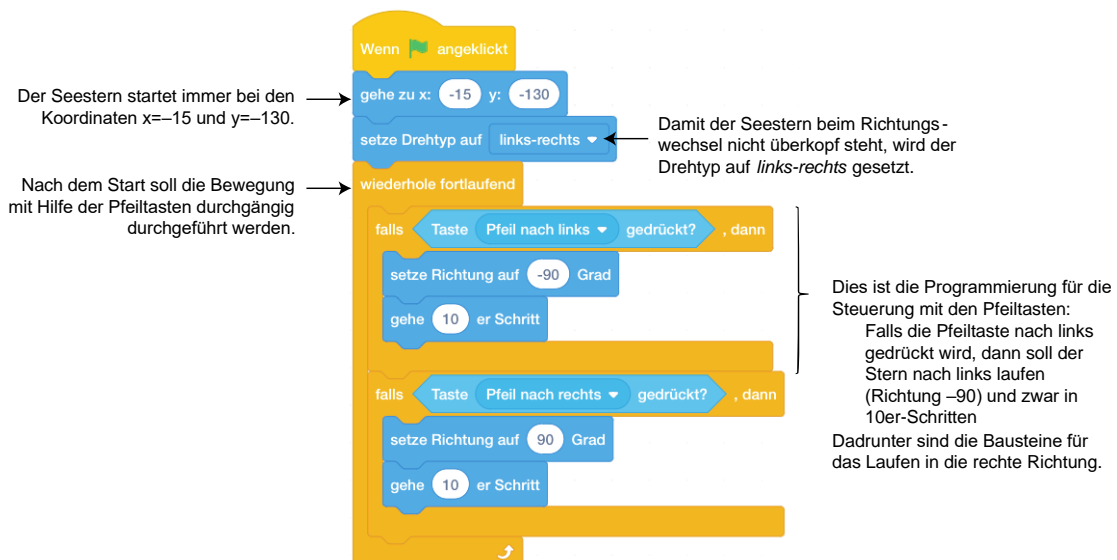 Wenn angeklickt
gehe zu x: -15 y: -130
setze Drehtyp auf links-rechts
wiederhole fortlaufend
falls Taste Pfeil nach links gedrückt? , dann
setze Richtung auf -90 Grad
gehe 10 er Schritt
falls Taste Pfeil nach rechts gedrückt? , dann
setze Richtung auf 90 Grad
gehe 10 er Schritt
Der Seestern startet immer bei den
Koordinaten x=–15 und y=–130.
Nach dem Start soll die Bewegung
mit Hilfe der Pfeiltasten durchgängig
durchgeführt werden.
Damit der Seestern beim Richtungs-
wechsel nicht überkopf steht, wird der
Drehtyp auf links-rechts gesetzt.
Dies ist die Programmierung für die
Steuerung mit den Pfeiltasten:
Falls die Pfeiltaste nach links
gedrückt wird, dann soll der
Stern nach links laufen
(Richtung –90) und zwar in
10er-Schritten
Dadrunter sind die Bausteine für
das Laufen in die rechte Richtung.